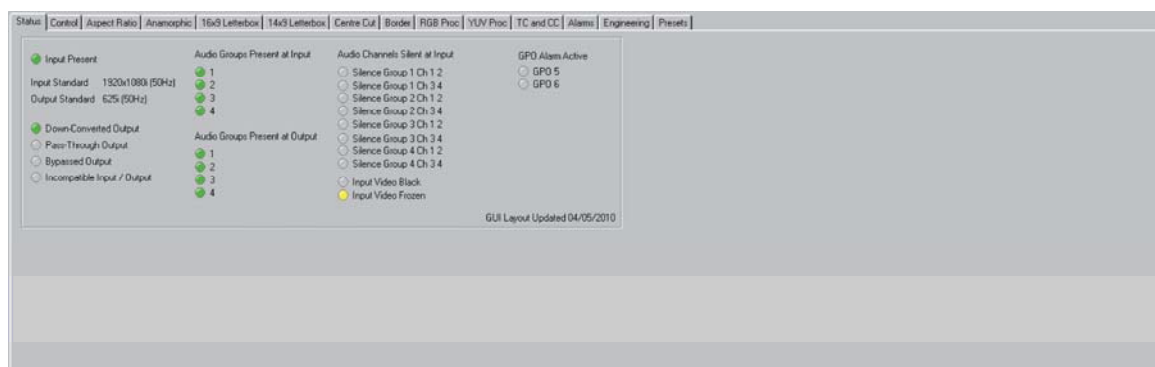 Status Control Aspect Ratio Anamorphic 16x9 Letterbox 14x9 Letterbox Centre Cut Border RGB Proc YUV Proc TC and CC Alarms Engineering Presets
Input Present
Input Standard 1920x1080i (50Hz)
Output Standard 625i (50Hz)
Down-Converted Output
Pass-Through Output
Bypassed Output
Incompatible Input / Output
Audio Groups Present at Input
1
2
3
4
Audio Groups Present at Output
1
2
3
4
Audio Channels Silent at Input
Silence Group 1 Ch 1 2
Silence Group 1 Ch 3 4
Silence Group 2 Ch 1 2
Silence Group 2 Ch 3 4
Silence Group 3 Ch 1 2
Silence Group 3 Ch 3 4
Silence Group 4 Ch 1 2
Silence Group 4 Ch 3 4
Input Video Black
Input Video Frozen
GPO Alarm Active
GPO 5
GPO 6
GUI Layout Updated 04/05/2010